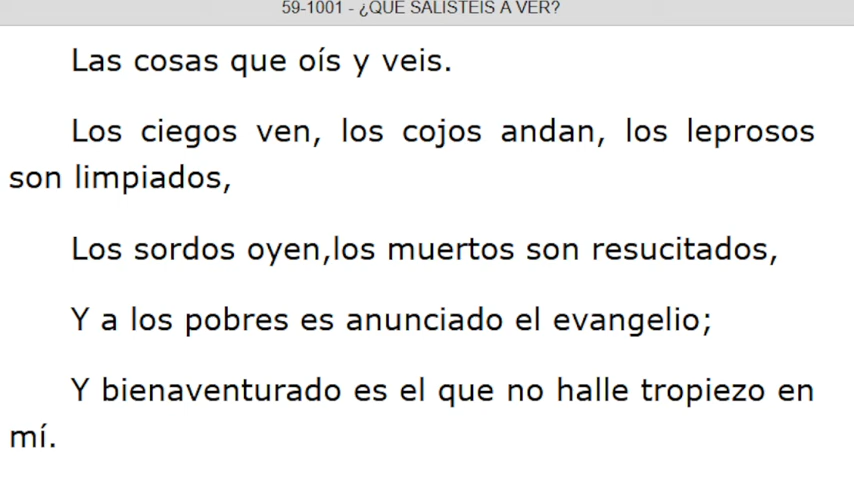 59-1001 - ¿QUE SALISTEIS A VER?
Las cosas que oís y veis.
Los ciegos ven, los cojos andan, los leprosos
son limpiados,
Los sordos oyen,los muertos son resucitados,
Y a los pobres es anunciado el evangelio;
Y bienaventurado es el que no halle tropiezo en
mí.